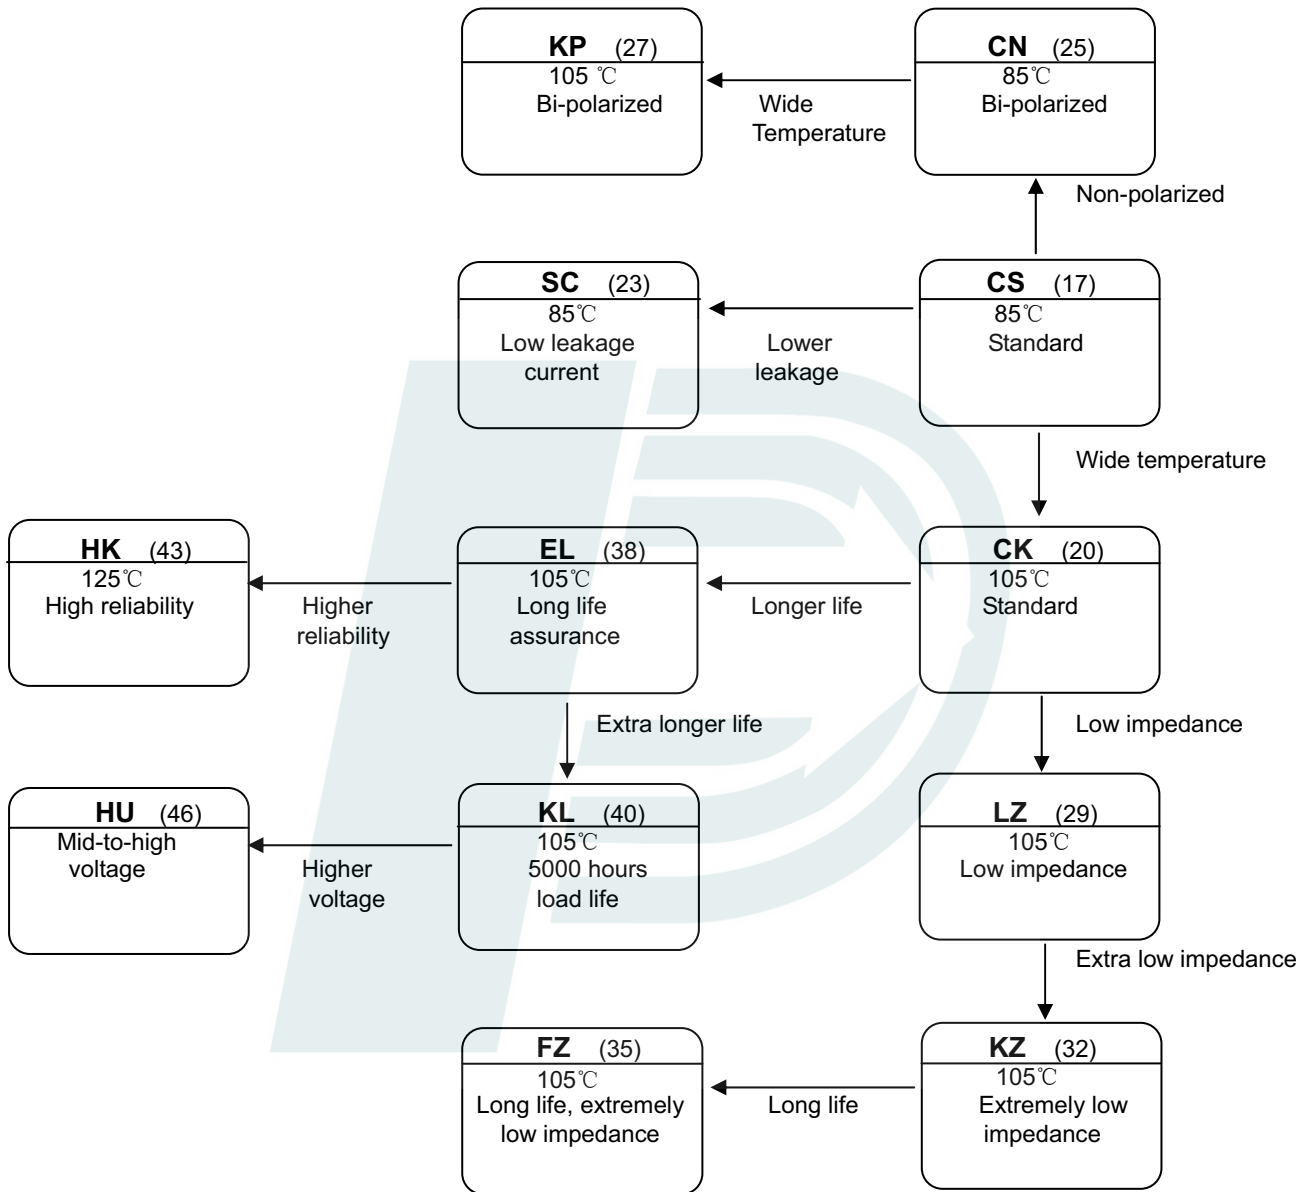 KP (27)
105 ℃
Bi-polarized
Wide
Temperature
CN (25)
85℃
Bi-polarized
Non-polarized
SC (23)
85℃
Low leakage
current
Lower
leakage
CS (17)
85℃
Standard
Wide temperature
HK (43)
125℃
High reliability
Higher
reliability
EL (38)
105℃
Long life
assurance
Longer life
CK (20)
105℃
Standard
Extra longer life
Low impedance
HU (46)
Mid-to-high
voltage
Higher
voltage
KL (40)
105℃
5000 hours
load life
LZ (29)
105℃
Low impedance
Extra low impedance
FZ (35)
105℃
Long life, extremely
low impedance
Long life
KZ (32)
105℃
Extremely low
impedance